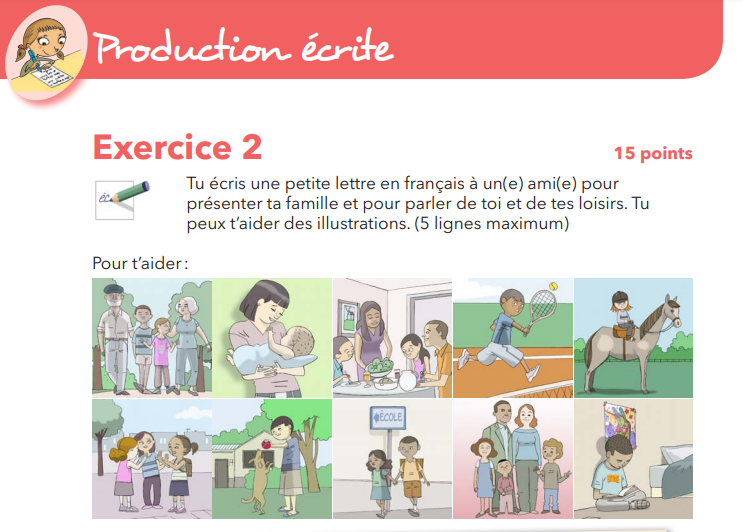 Production écrite
Exercice 2
15 points
éc
Tu écris une petite lettre en français à un(e) ami(e) pour
présenter ta famille et pour parler de toi et de tes loisirs. Tu
peux t’aider des illustrations. (5 lignes maximum)
Pour t’aider :
ÉCOLE